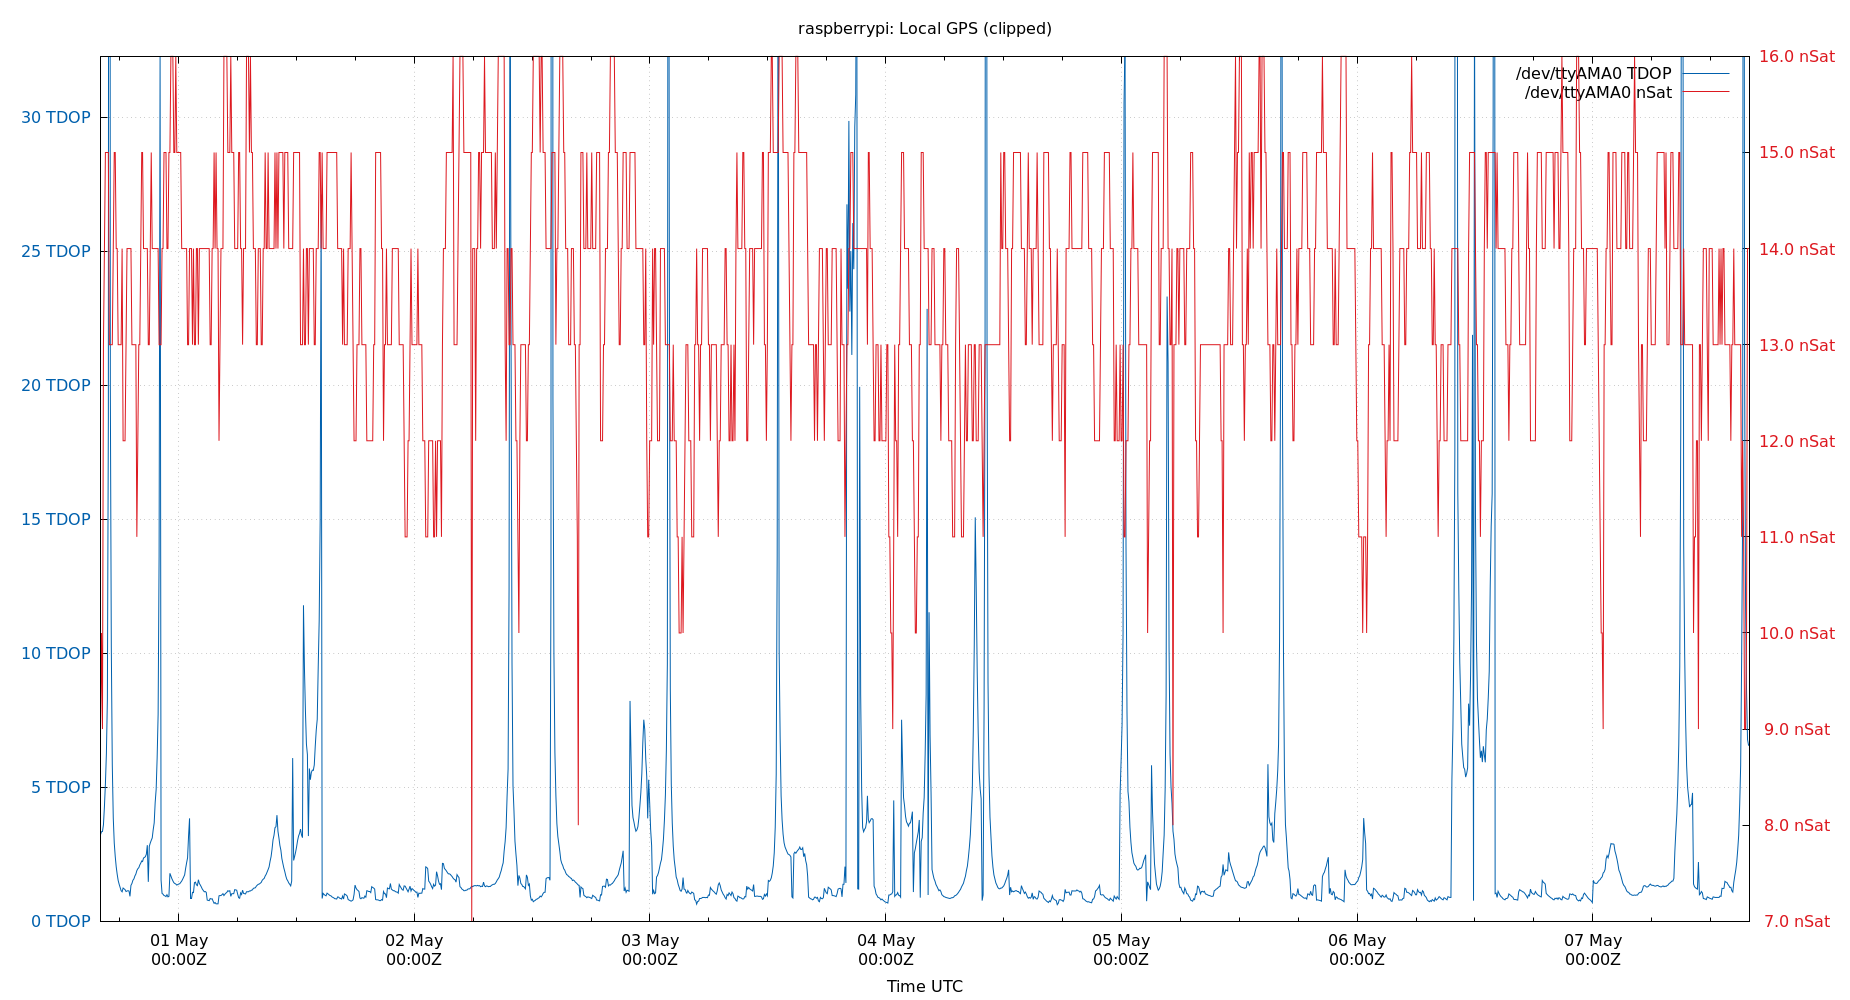 raspberrypi: Local GPS (clipped)
/dev/ttyAMA0 TDOP
/dev/ttyAMA0 nSat
30 TDOP
25 TDOP
20 TDOP
15 TDOP
10 TDOP
5 TDOP
0 TDOP
16.0 nSat
15.0 nSat
14.0 nSat
13.0 nSat
12.0 nSat
11.0 nSat
10.0 nSat
9.0 nSat
8.0 nSat
7.0 nSat
01 May 02 May 03 May 04 May 05 May 06 May 07 May
00:00Z 00:00Z 00:00Z 00:00Z 00:00Z 00:00Z 00:00Z
Time UTC